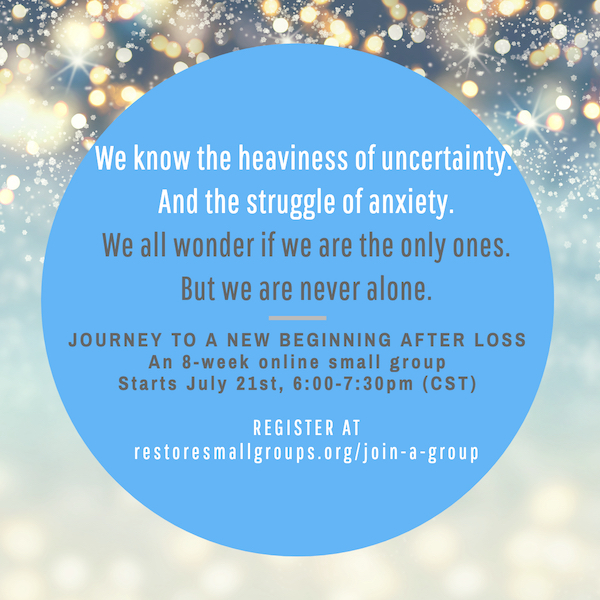 We know the heaviness of uncertainty.
And the struggle of anxiety.
We all wonder if we are the only ones.
But we are never alone.
JOURNEY TO A NEW BEGINNING AFTER LOSS
An 8-week online small group
Starts July 21st, 6:00-7:30pm (CST)
REGISTER AT
restoresmallgroups.org/join-a-group